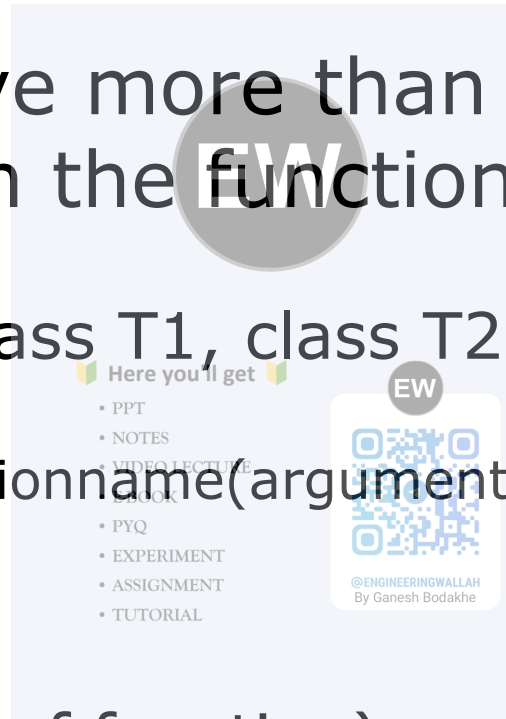 e more than
EW
the function
ass T1, class T2
Here you'll get
EW
• PPT
• NOTES
• VIDEO LECTURE
ionname(argument
• EBOOK
• PYQ
• EXPERIMENT
• ASSIGNMENT
@ENGINEERINGWALLAH
By Ganesh Bodakhe
• TUTORIAL